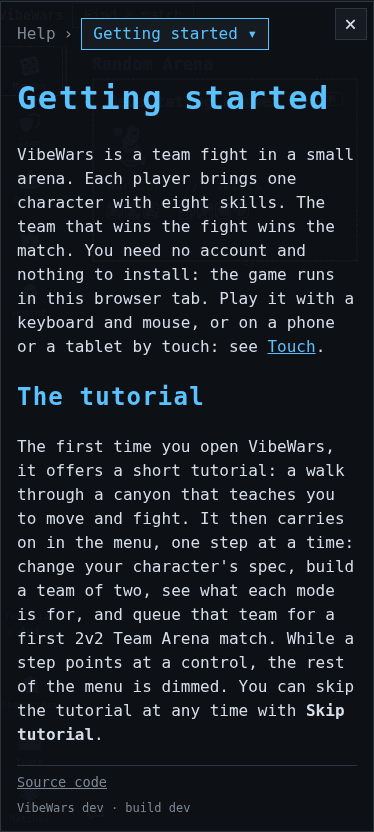 Help › Getting started ▾
×
Getting started
VibeWars is a team fight in a small
arena. Each player brings one
character with eight skills. The
team that wins the fight wins the
match. You need no account and
nothing to install: the game runs
in this browser tab. Play it with a
keyboard and mouse, or on a phone
or a tablet by touch: see Touch.
The tutorial
The first time you open VibeWars,
it offers a short tutorial: a walk
through a canyon that teaches you
to move and fight. It then carries
on in the menu, one step at a time:
change your character's spec, build
a team of two, see what each mode
is for, and queue that team for a
first 2v2 Team Arena match. While a
step points at a control, the rest
of the menu is dimmed. You can skip
the tutorial at any time with Skip
tutorial.
Source code
VibeWars dev · build dev